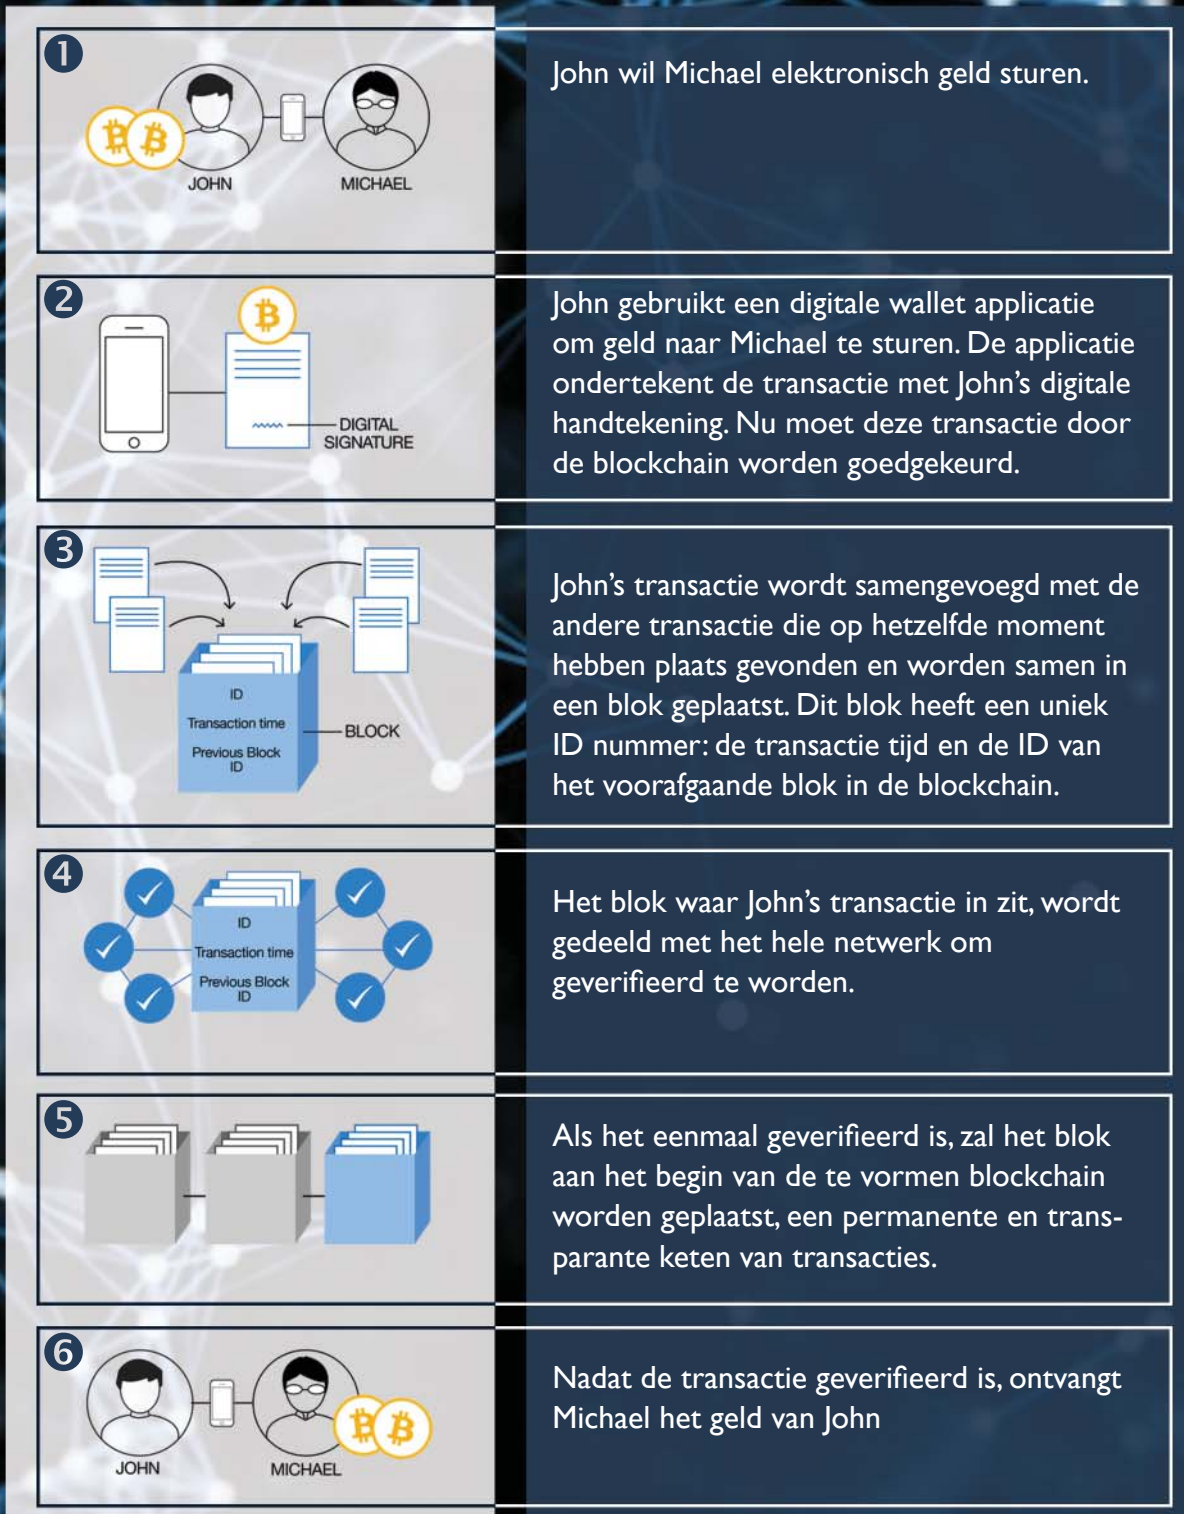 1
JOHN
MICHAEL
John wil Michael elektronisch geld sturen.
2
DIGITAL
SIGNATURE
John gebruikt een digitale wallet applicatie
om geld naar Michael te sturen. De applicatie
ondertekent de transactie met John's digitale
handtekening. Nu moet deze transactie door
de blockchain worden goedgekeurd.
3
ID
Transaction time
Previous Block
ID
BLOCK
John's transactie wordt samengevoegd met de
andere transactie die op hetzelfde moment
hebben plaats gevonden en worden samen in
een blok geplaatst. Dit blok heeft een uniek
ID nummer: de transactie tijd en de ID van
het voorafgaande blok in de blockchain.
4
ID
Transaction time
Previous Block
ID
Het blok waar John's transactie in zit, wordt
gedeeld met het hele netwerk om
geverifieerd te worden.
5
Als het eenmaal geverifieerd is, zal het blok
aan het begin van de te vormen blockchain
worden geplaatst, een permanente en trans-
parante keten van transacties.
6
JOHN
MICHAEL
Nadat de transactie geverifieerd is, ontvangt
Michael het geld van John